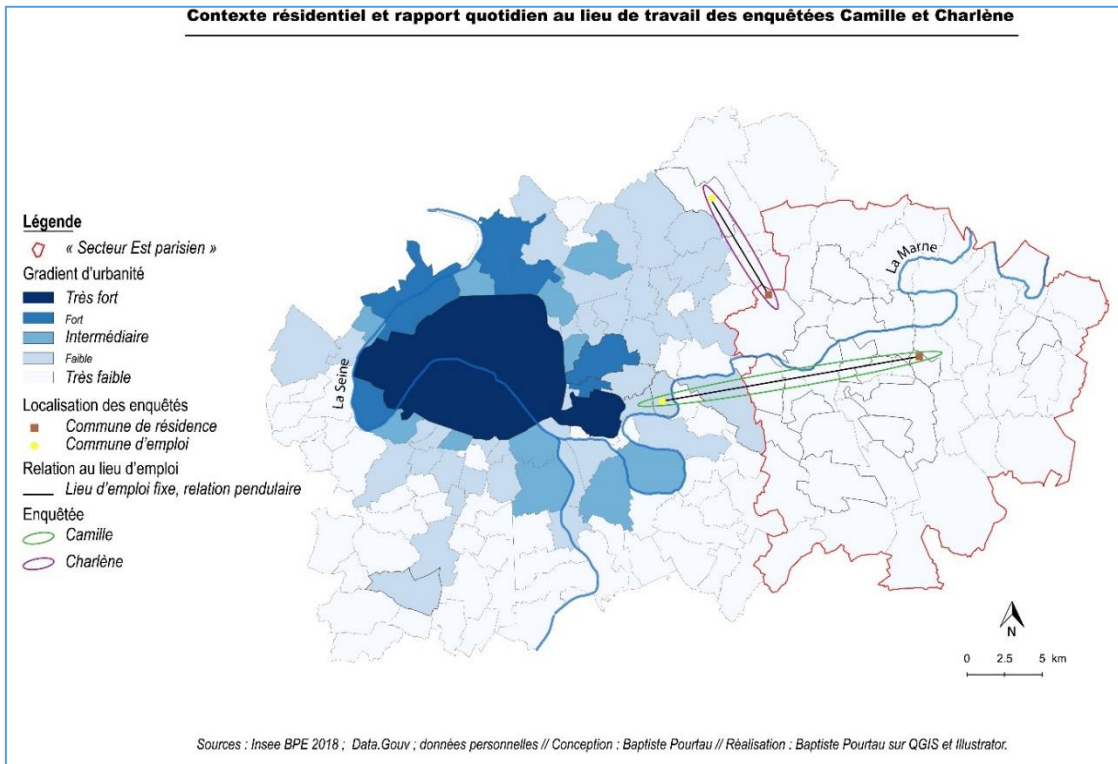 Contexte résidentiel et rapport quotidien au lieu de travail des enquêtées Camille et Charlène
Légende
« Secteur Est parisien »
Gradient d'urbanité
Très fort
Fort
Intermédiaire
Faible
Très faible
Localisation des enquêtés
Commune de résidence
Commune d'emploi
Relation au lieu d'emploi
Lieu d'emploi fixe, relation pendulaire
Enquêtée
Camille
Charlène
La Seine
La Marne
N
0 2.5 5 km
Sources : Insee BPE 2018 ; Data.Gouv ; données personnelles // Conception : Baptiste Pourtau // Réalisation : Baptiste Pourtau sur QGIS et Illustrator.